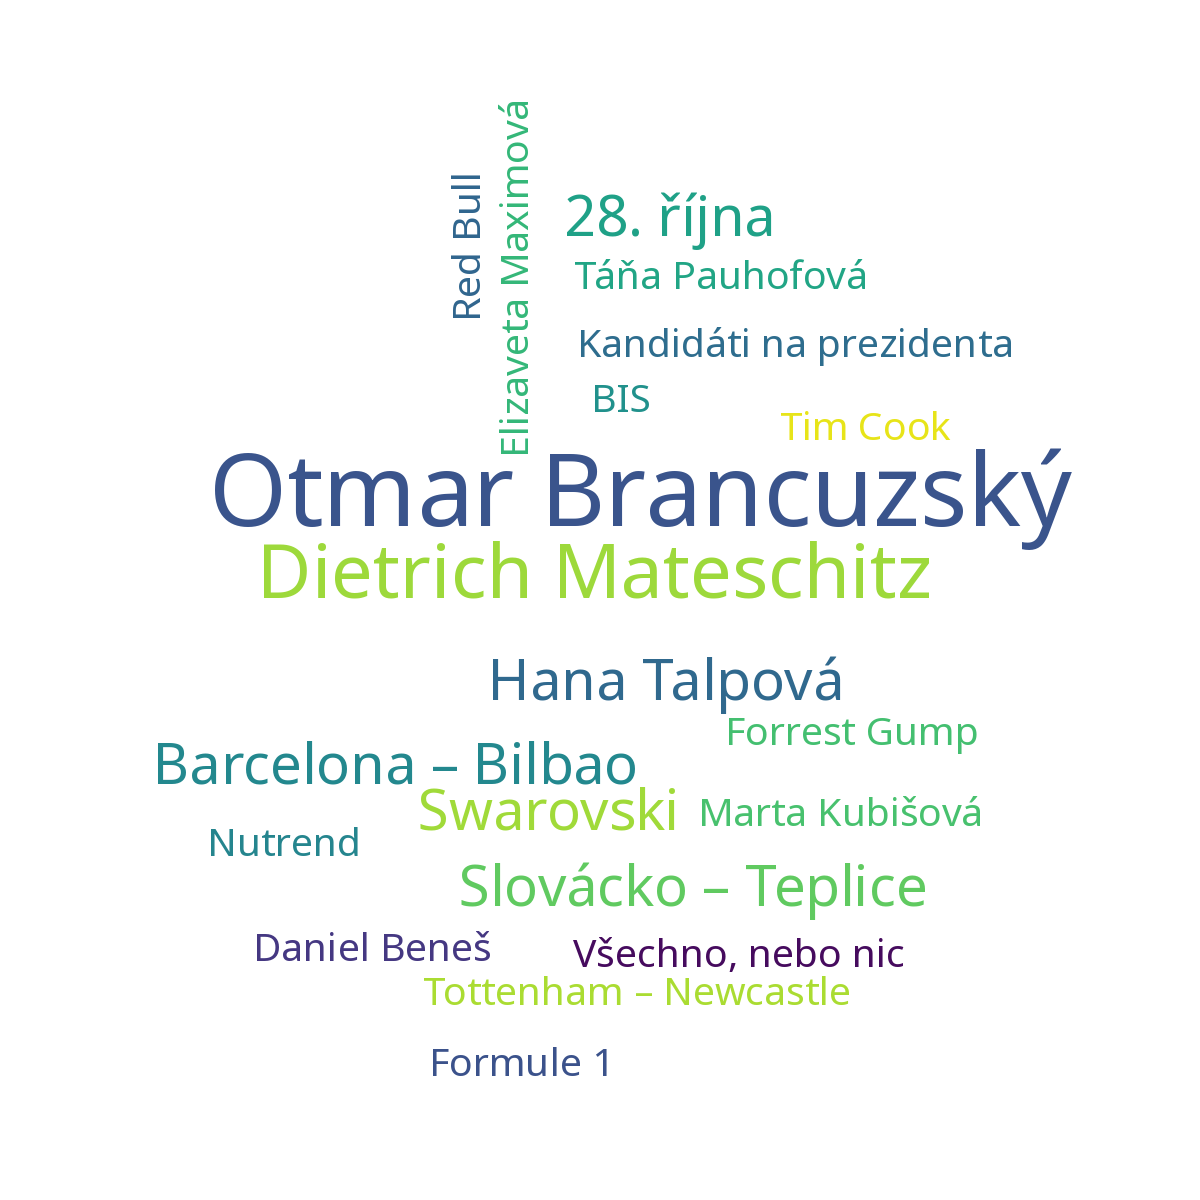 Red Bull
Elizaveta Maximová
28. října
Táňa Pauhofová
Kandidáti na prezidenta
BIS
Tim Cook
Otmar Brancuzský
Dietrich Mateschitz
Hana Talpová
Forrest Gump
Barcelona – Bilbao
Swarovski
Marta Kubišová
Nutrend
Slovácko – Teplice
Daniel Beneš
Všechno, nebo nic
Tottenham – Newcastle
Formule 1